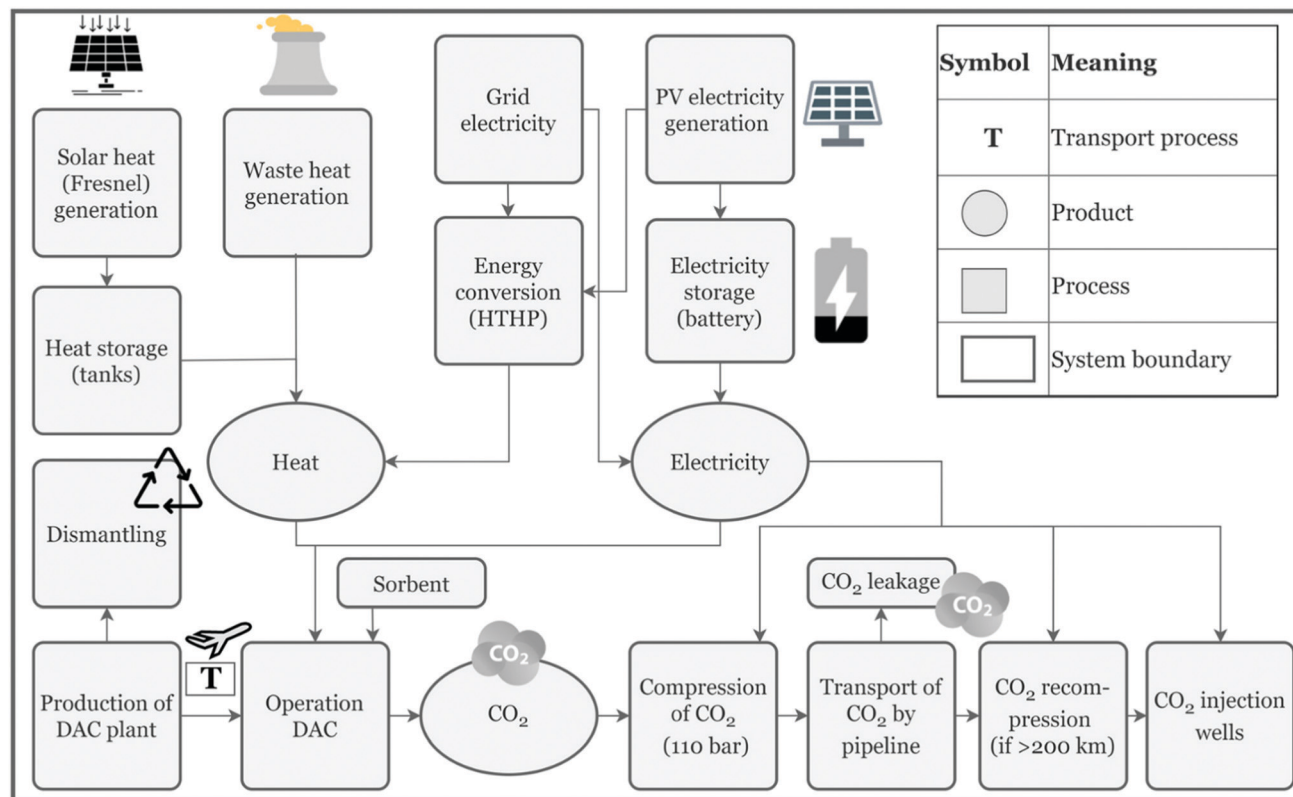 Solar heat
(Fresnel)
generation
Waste heat
generation
Grid
electricity
PV electricity
generation
Symbol Meaning
T Transport process
Product
Process
System boundary
Heat storage
(tanks)
Energy
conversion
(HTHP)
Electricity
storage
(battery)
Heat
Electricity
Dismantling
Sorbent
CO₂ leakage
CO₂
Production of
DAC plant
T
Operation
DAC
CO₂
CO₂
Compression
of CO₂
(110 bar)
Transport of
CO₂ by
pipeline
CO₂ recom-
pression
(if >200 km)
CO₂ injection
wells